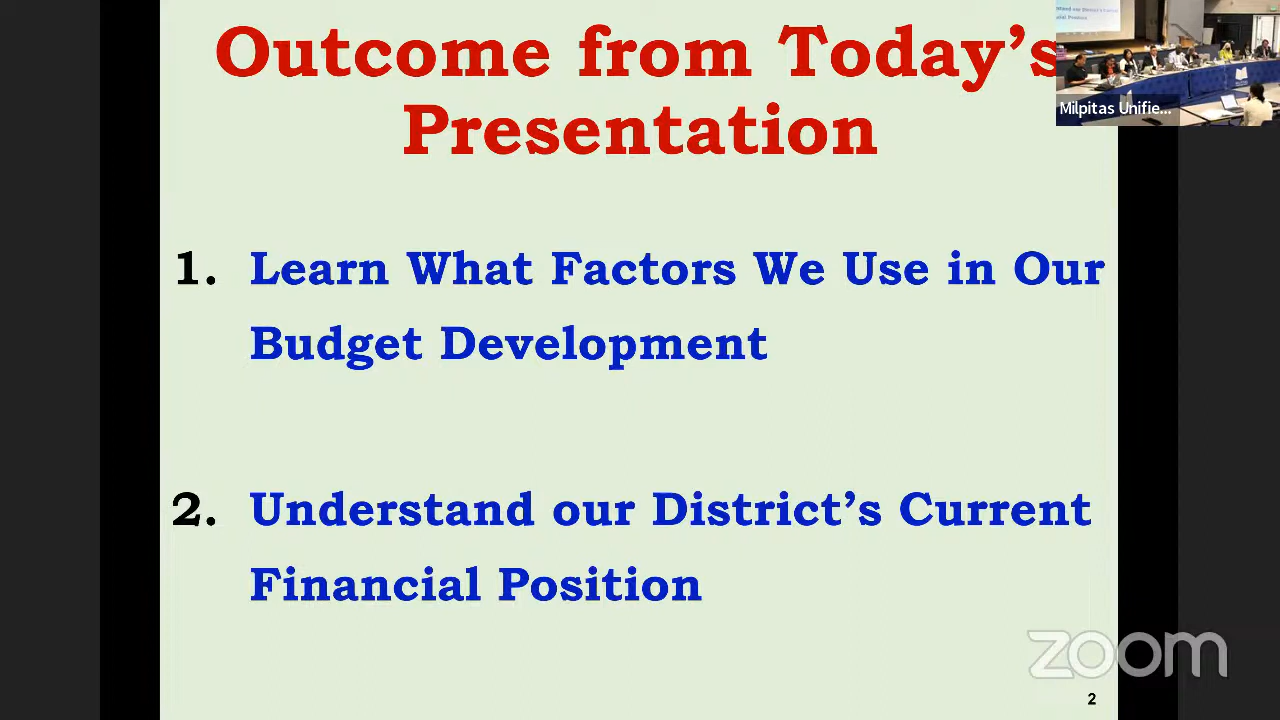 Outcome from Today's
Presentation
Milpitas Unifie...
1. Learn What Factors We Use in Our
Budget Development
2. Understand our District's Current
Financial Position
zoom
2